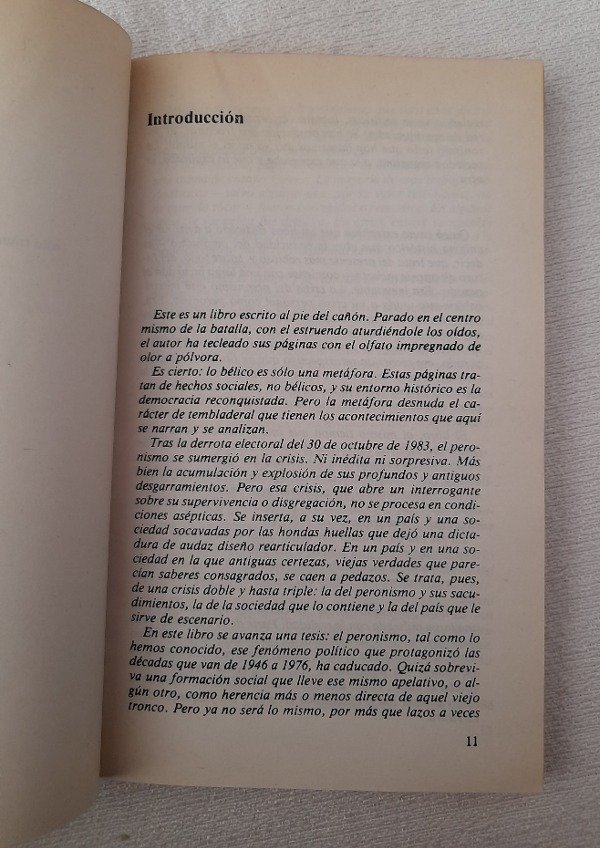 Introducción
Este es un libro escrito al pie del cañón. Parado en el centro
mismo de la batalla, con el estruendo aturdiéndole los oídos,
el autor ha tecleado sus páginas con el olfato impregnado de
olor a pólvora.
Es cierto: lo bélico es sólo una metáfora. Estas páginas tra-
tan de hechos sociales, no bélicos, y su entorno histórico es la
democracia reconquistada. Pero la metáfora desnuda el ca-
rácter de tembladeral que tienen los acontecimientos que aquí
se narran y se analizan.
Tras la derrota electoral del 30 de octubre de 1983, el pero-
nismo se sumergió en la crisis. Ni inédita ni sorpresiva. Más
bien la acumulación y explosión de sus profundos y antiguos
desgarramientos. Pero esa crisis, que abre un interrogante
sobre su supervivencia o disgregación, no se procesa en condi-
ciones asépticas. Se inserta, a su vez, en un país y una so-
ciedad socavadas por las hondas huellas que dejó una dicta-
dura de audaz diseño rearticulador. En un país y en una so-
ciedad en la que antiguas certezas, viejas verdades que pare-
cían saberes consagrados, se caen a pedazos. Se trata, pues,
de una crisis doble y hasta triple: la del peronismo y sus sacu-
dimientos, la de la sociedad que lo contiene y la del país que le
sirve de escenario.
En este libro se avanza una tesis: el peronismo, tal como lo
hemos conocido, ese fenómeno político que protagonizó las
décadas que van de 1946 a 1976, ha caducado. Quizá sobrevi-
va una formación social que lleve ese mismo apelativo, o al-
gún otro, como herencia más o menos directa de aquel viejo
tronco. Pero ya no será lo mismo, por más que lazos a veces
11